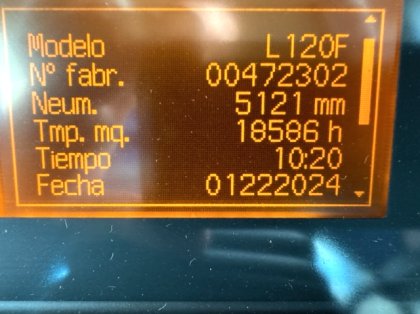 Modelo L120F
Nº fabr. 00472302
Neum. 5121 mm
Tmp. mq. 18586 h
Tiempo 10:20
Fecha 01222024